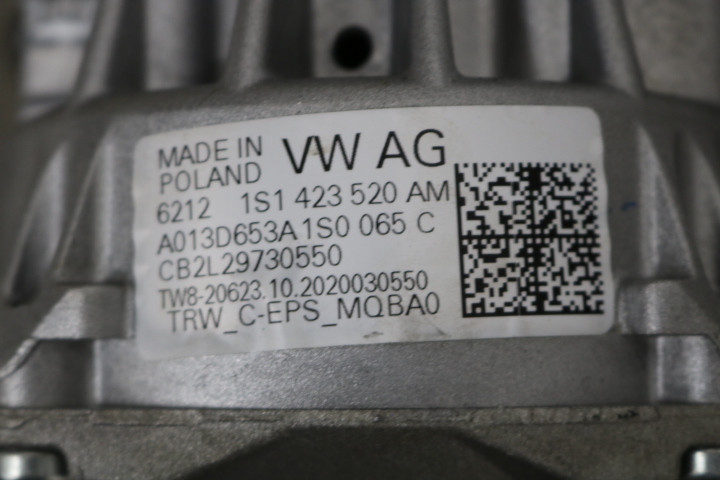 MADE IN VW AG
POLAND
6212 1S1 423 520 AM
A013D653A1S0 065 C
CB2L29730550
TW8-20623.10.2020030550
TRW_C-EPS_MQBA0